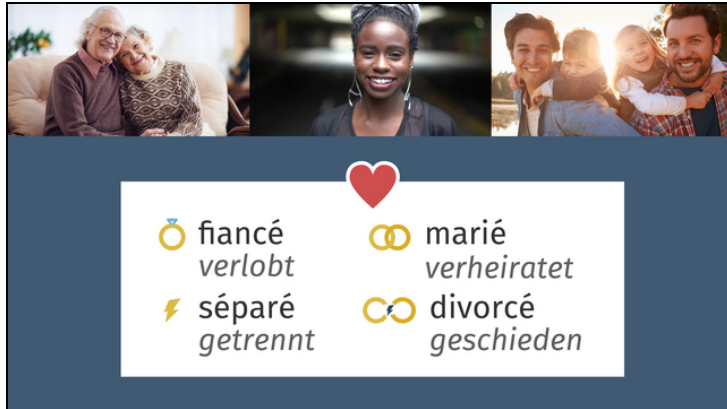 fiancé
verlobt
marié
verheiratet
séparé
getrennt
divorcé
geschieden